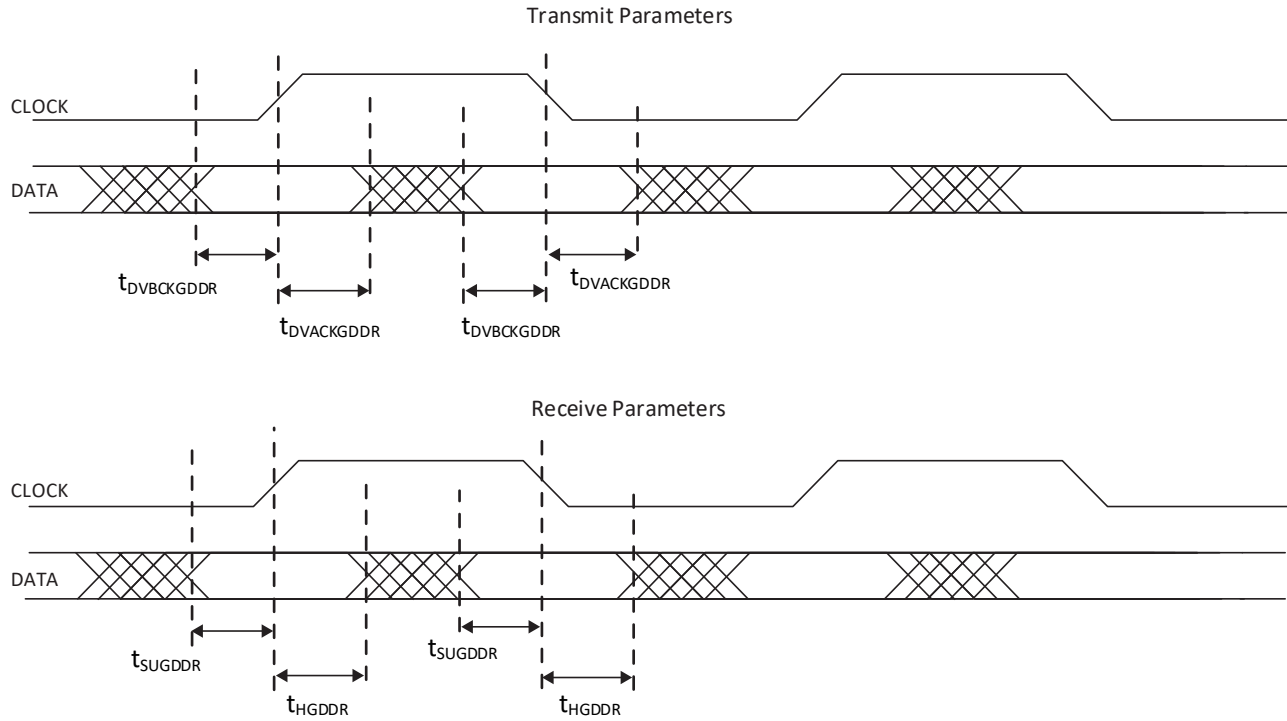 Transmit Parameters
CLOCK
DATA
tDVBCKGDDR
tDVACKGDDR
tDVBCKGDDR
tDVACKGDDR
Receive Parameters
CLOCK
DATA
tSUGDDR
tHGDDR
tSUGDDR
tHGDDR